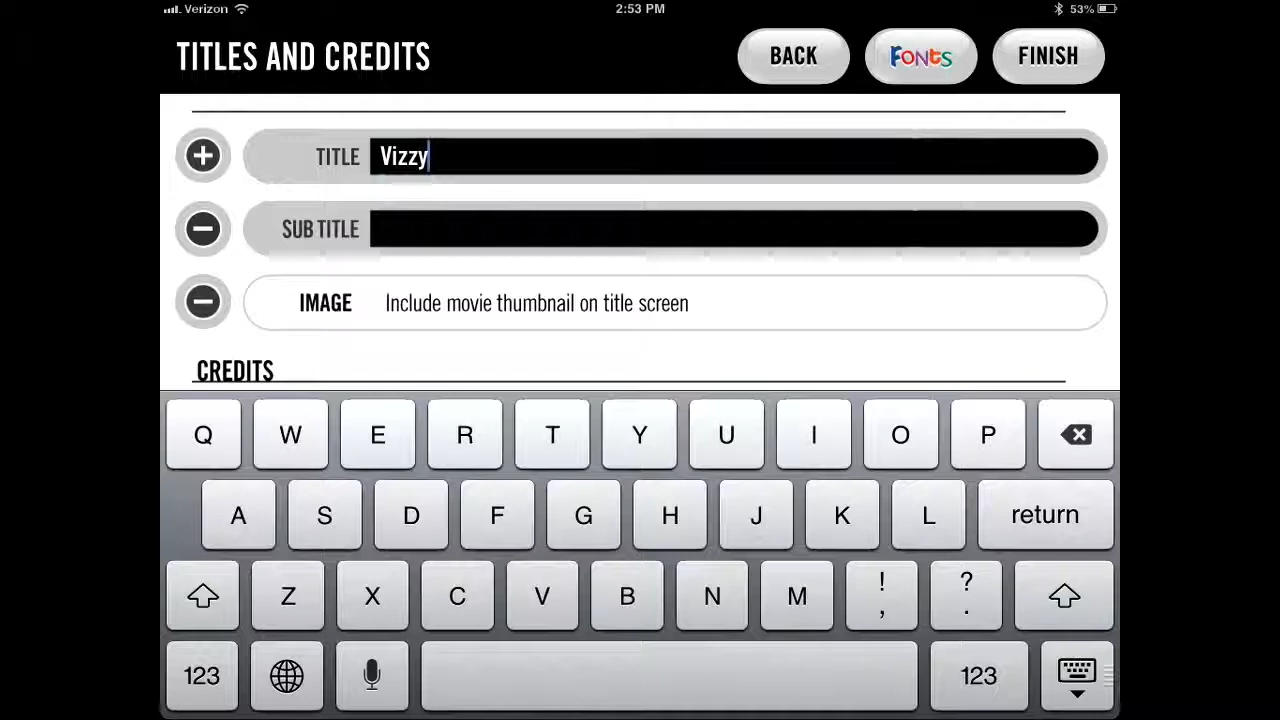 Verizon 2:53 PM 53%
TITLES AND CREDITS BACK FONTS FINISH
TITLE Vizzy
SUB TITLE
IMAGE Include movie thumbnail on title screen
CREDITS
Q W E R T Y U I O P
A S D F G H J K L return
Z X C V B N M ! , ? .
123 123